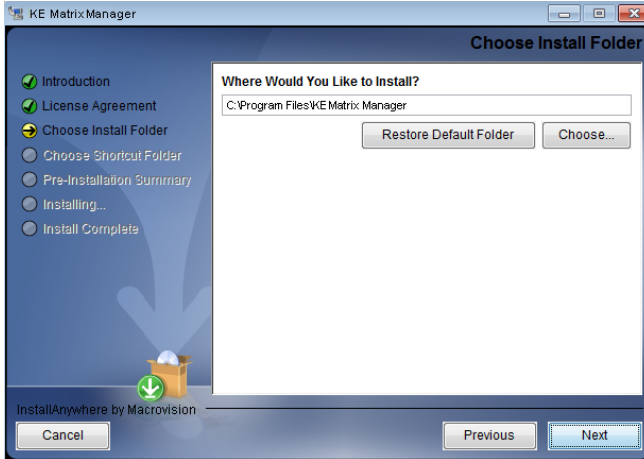 KE MatrixManager
Choose Install Folder
Introduction
License Agreement
Choose Install Folder
Choose Shortcut Folder
Pre-Installation Summary
Installing...
Install Complete
Where Would You Like to Install?
C:\Program Files\KE Matrix Manager
Restore Default Folder
Choose...
InstallAnywhere by Macrovision
Cancel
Previous
Next